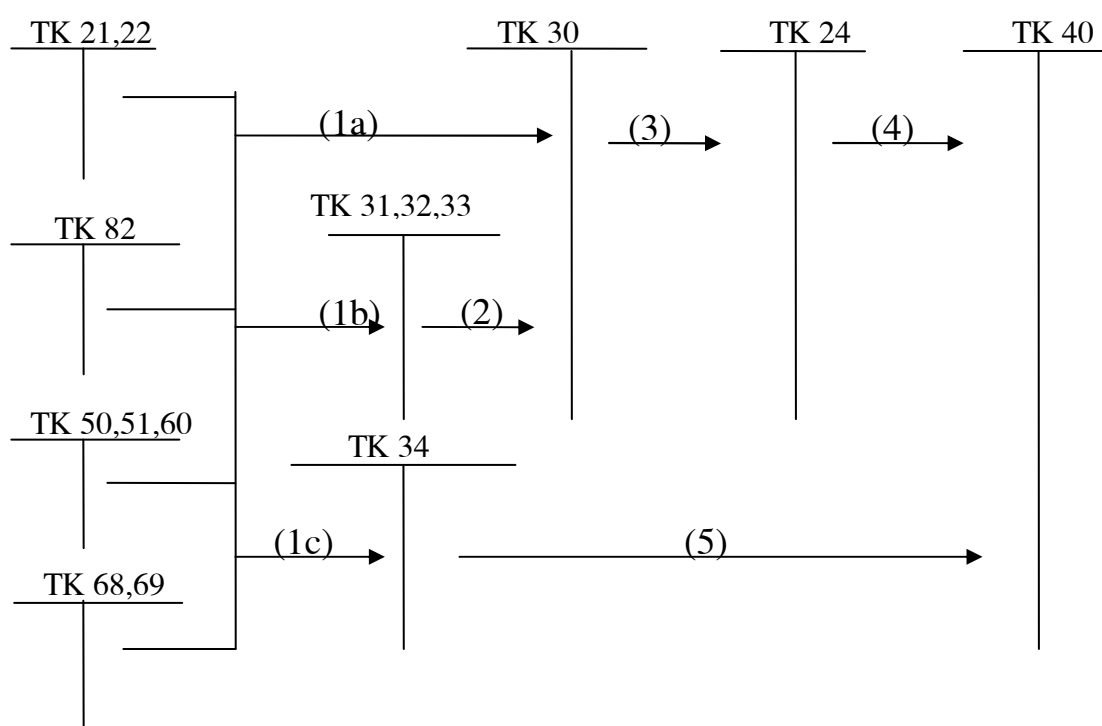 TK 21,22
TK 30
TK 24
TK 40
(1a)
(3)
(4)
TK 31,32,33
TK 82
(1b)
(2)
TK 50,51,60
TK 34
(1c)
(5)
TK 68,69